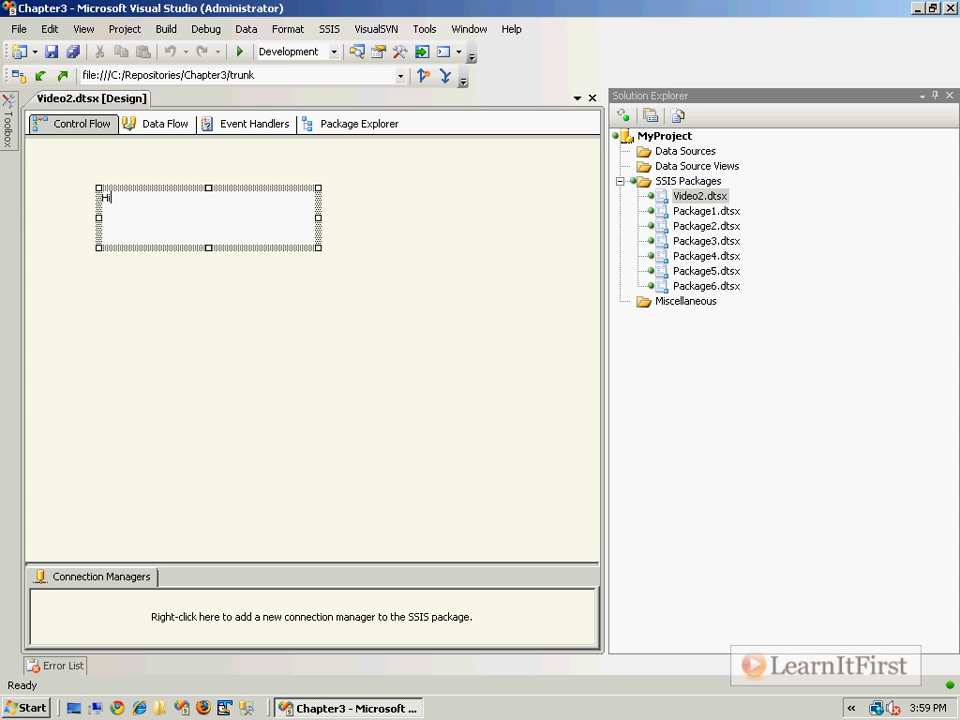 Chapter3 - Microsoft Visual Studio (Administrator)
File Edit View Project Build Debug Data Format SSIS VisualSVN Tools Window Help
Development
file:///C:/Repositories/Chapter3/trunk
Toolbox
Video2.dtsx [Design]
Control Flow Data Flow Event Handlers Package Explorer
Hi
Connection Managers
Right-click here to add a new connection manager to the SSIS package.
Error List
Solution Explorer
MyProject
Data Sources
Data Source Views
SSIS Packages
Video2.dtsx
Package1.dtsx
Package2.dtsx
Package3.dtsx
Package4.dtsx
Package5.dtsx
Package6.dtsx
Miscellaneous
LearnItFirst
Ready
Start Chapter3 - Microsoft ... « 3:59 PM